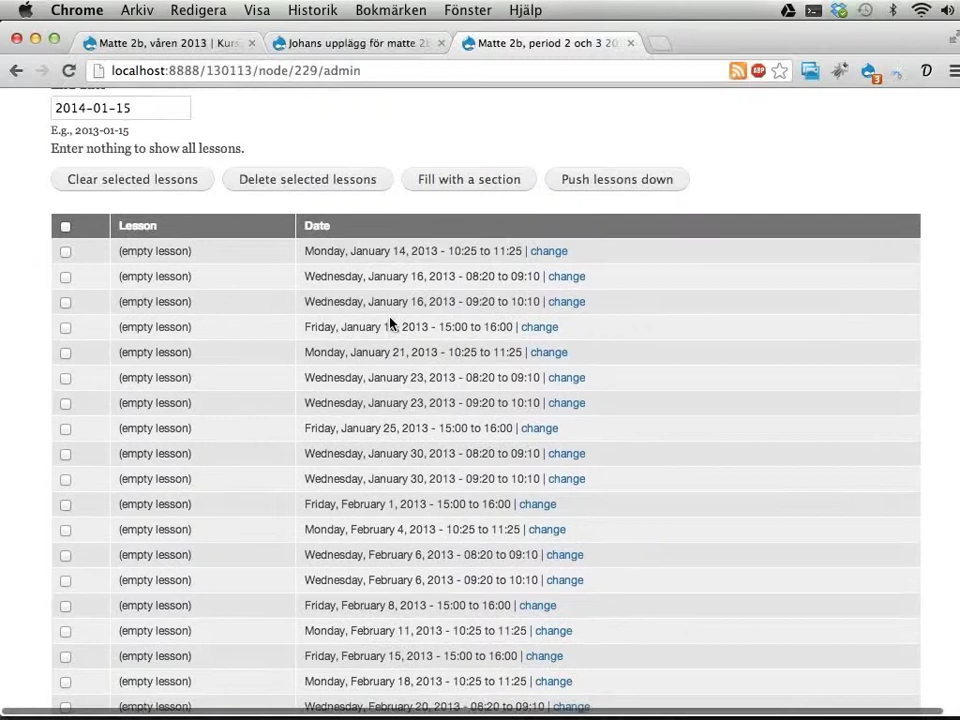 Chrome Arkiv Redigera Visa Historik Bokmärken Fönster Hjälp
Matte 2b, våren 2013 | Kurs
Johans upplägg för matte 2b
Matte 2b, period 2 och 3 20
localhost:8888/130113/node/229/admin
2014-01-15
E.g., 2013-01-15
Enter nothing to show all lessons.
Clear selected lessons Delete selected lessons Fill with a section Push lessons down
Lesson Date
(empty lesson) Monday, January 14, 2013 - 10:25 to 11:25 | change
(empty lesson) Wednesday, January 16, 2013 - 08:20 to 09:10 | change
(empty lesson) Wednesday, January 16, 2013 - 09:20 to 10:10 | change
(empty lesson) Friday, January 2013 - 15:00 to 16:00 | change
(empty lesson) Monday, January 21, 2013 - 10:25 to 11:25 | change
(empty lesson) Wednesday, January 23, 2013 - 08:20 to 09:10 | change
(empty lesson) Wednesday, January 23, 2013 - 09:20 to 10:10 | change
(empty lesson) Friday, January 25, 2013 - 15:00 to 16:00 | change
(empty lesson) Wednesday, January 30, 2013 - 08:20 to 09:10 | change
(empty lesson) Wednesday, January 30, 2013 - 09:20 to 10:10 | change
(empty lesson) Friday, February 1, 2013 - 15:00 to 16:00 | change
(empty lesson) Monday, February 4, 2013 - 10:25 to 11:25 | change
(empty lesson) Wednesday, February 6, 2013 - 08:20 to 09:10 | change
(empty lesson) Wednesday, February 6, 2013 - 09:20 to 10:10 | change
(empty lesson) Friday, February 8, 2013 - 15:00 to 16:00 | change
(empty lesson) Monday, February 11, 2013 - 10:25 to 11:25 | change
(empty lesson) Friday, February 15, 2013 - 15:00 to 16:00 | change
(empty lesson) Monday, February 18, 2013 - 10:25 to 11:25 | change
(empty lesson) Wednesday, February 20, 2013 - 08:20 to 09:10 | change